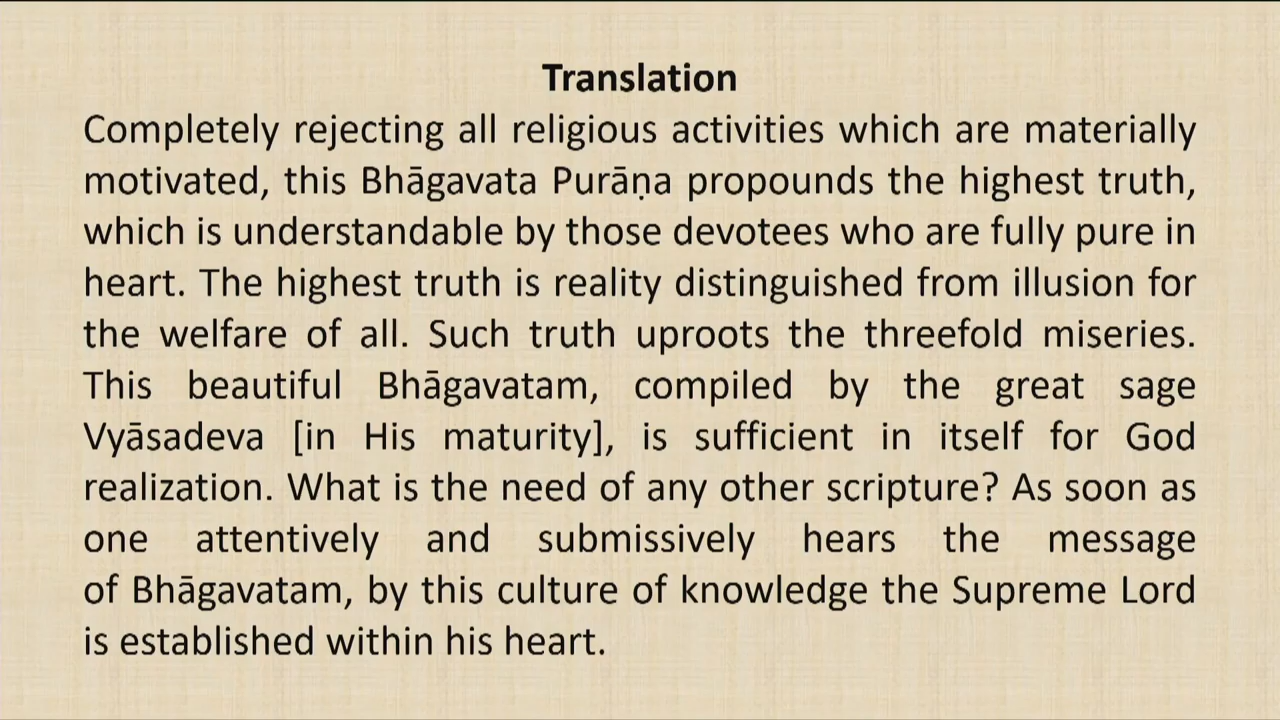 Translation
Completely rejecting all religious activities which are materially
motivated, this Bhāgavata Purāṇa propounds the highest truth,
which is understandable by those devotees who are fully pure in
heart. The highest truth is reality distinguished from illusion for
the welfare of all. Such truth uproots the threefold miseries.
This beautiful Bhāgavatam, compiled by the great sage
Vyāsadeva [in His maturity], is sufficient in itself for God
realization. What is the need of any other scripture? As soon as
one attentively and submissively hears the message
of Bhāgavatam, by this culture of knowledge the Supreme Lord
is established within his heart.